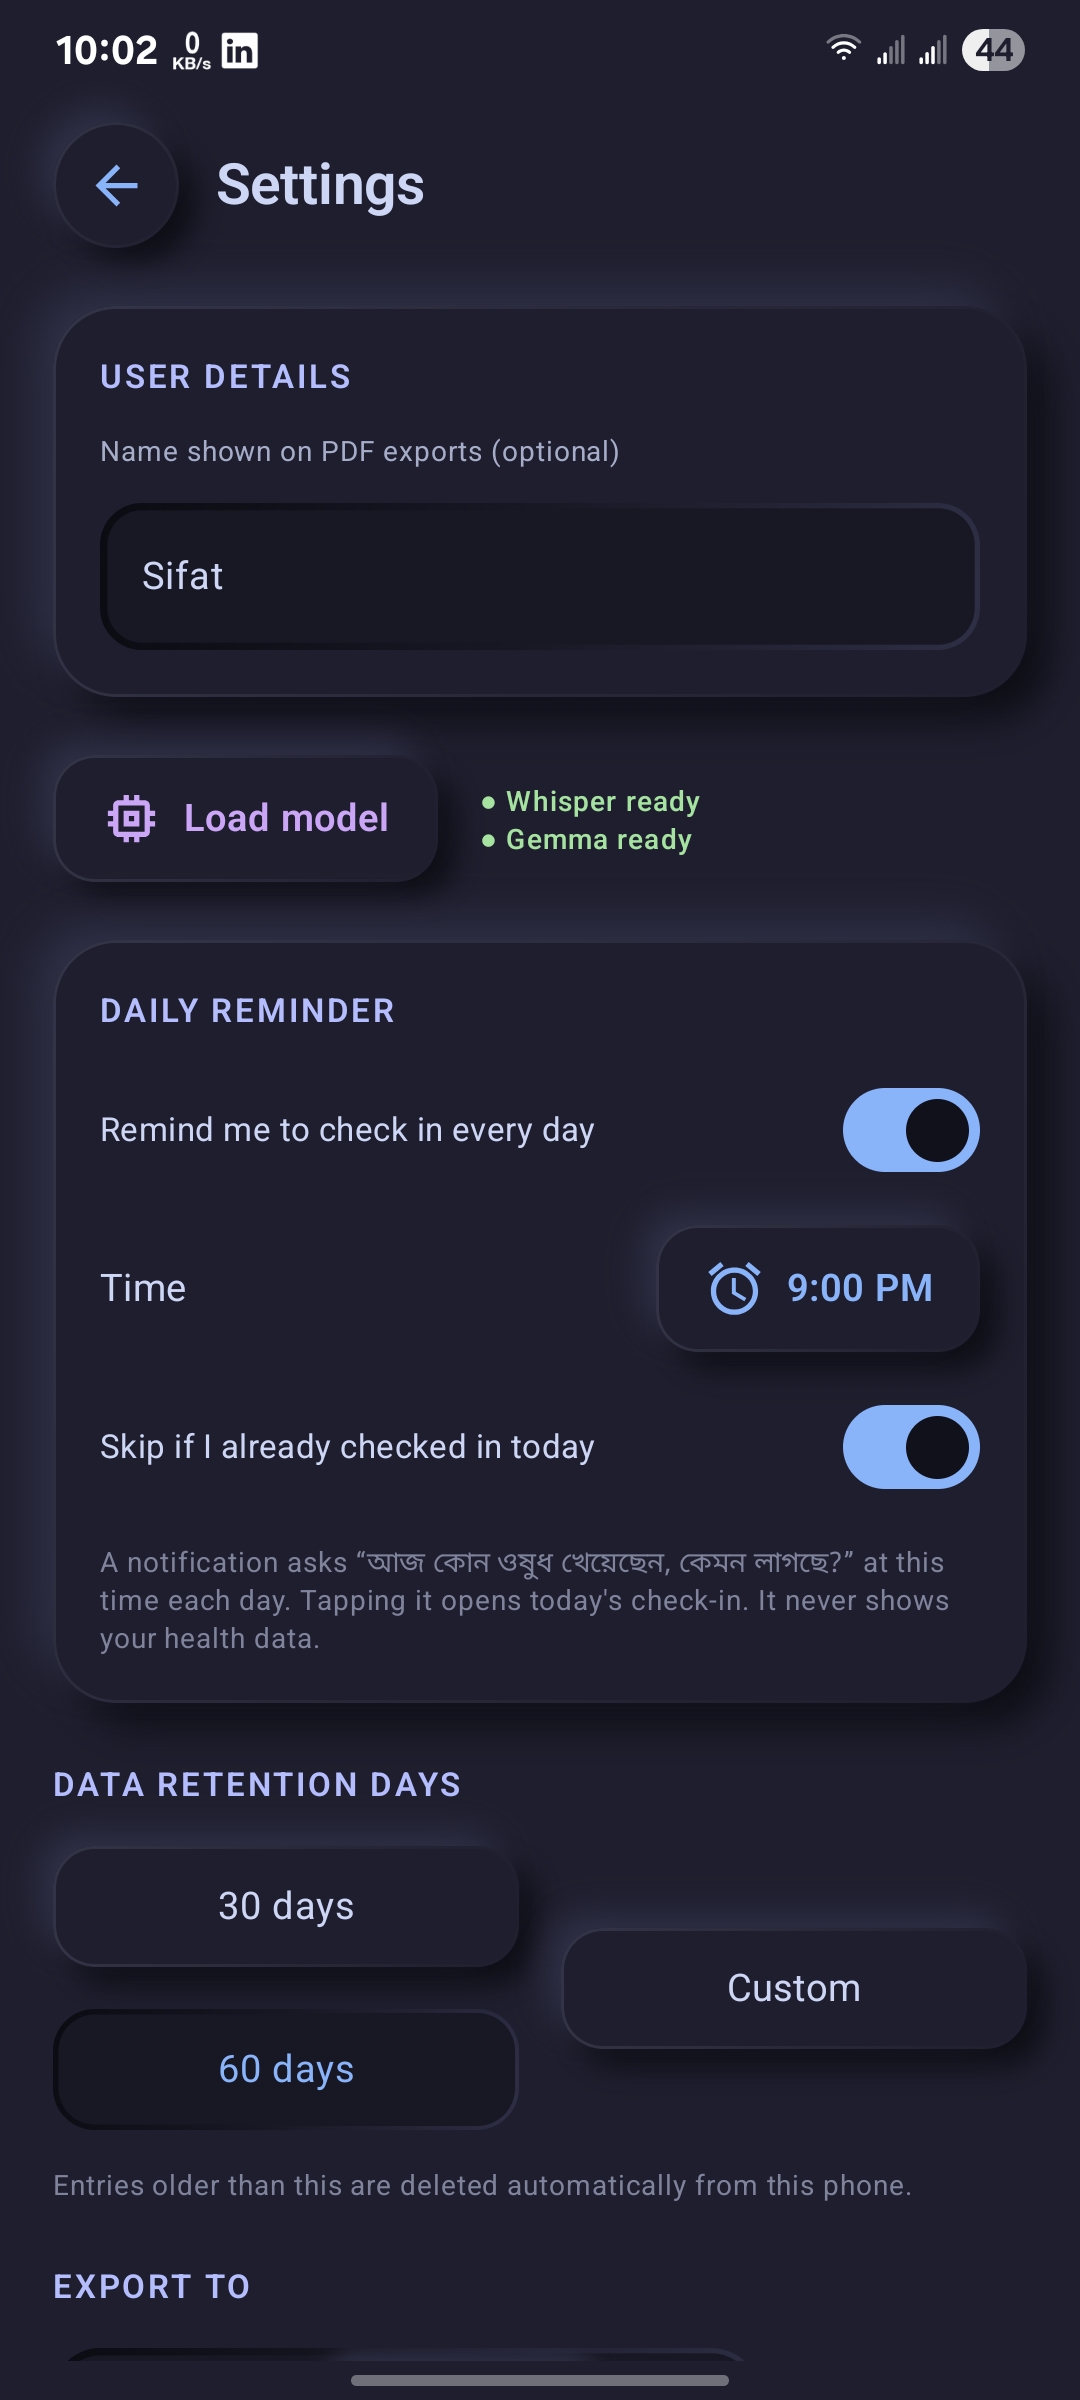 10:02 0 KB/s in 44
Settings
USER DETAILS
Name shown on PDF exports (optional)
Sifat
Load model
• Whisper ready
• Gemma ready
DAILY REMINDER
Remind me to check in every day
Time 9:00 PM
Skip if I already checked in today
A notification asks “আজ কোন ওষুধ খেয়েছেন, কেমন লাগছে?” at this
time each day. Tapping it opens today's check-in. It never shows
your health data.
DATA RETENTION DAYS
30 days
Custom
60 days
Entries older than this are deleted automatically from this phone.
EXPORT TO